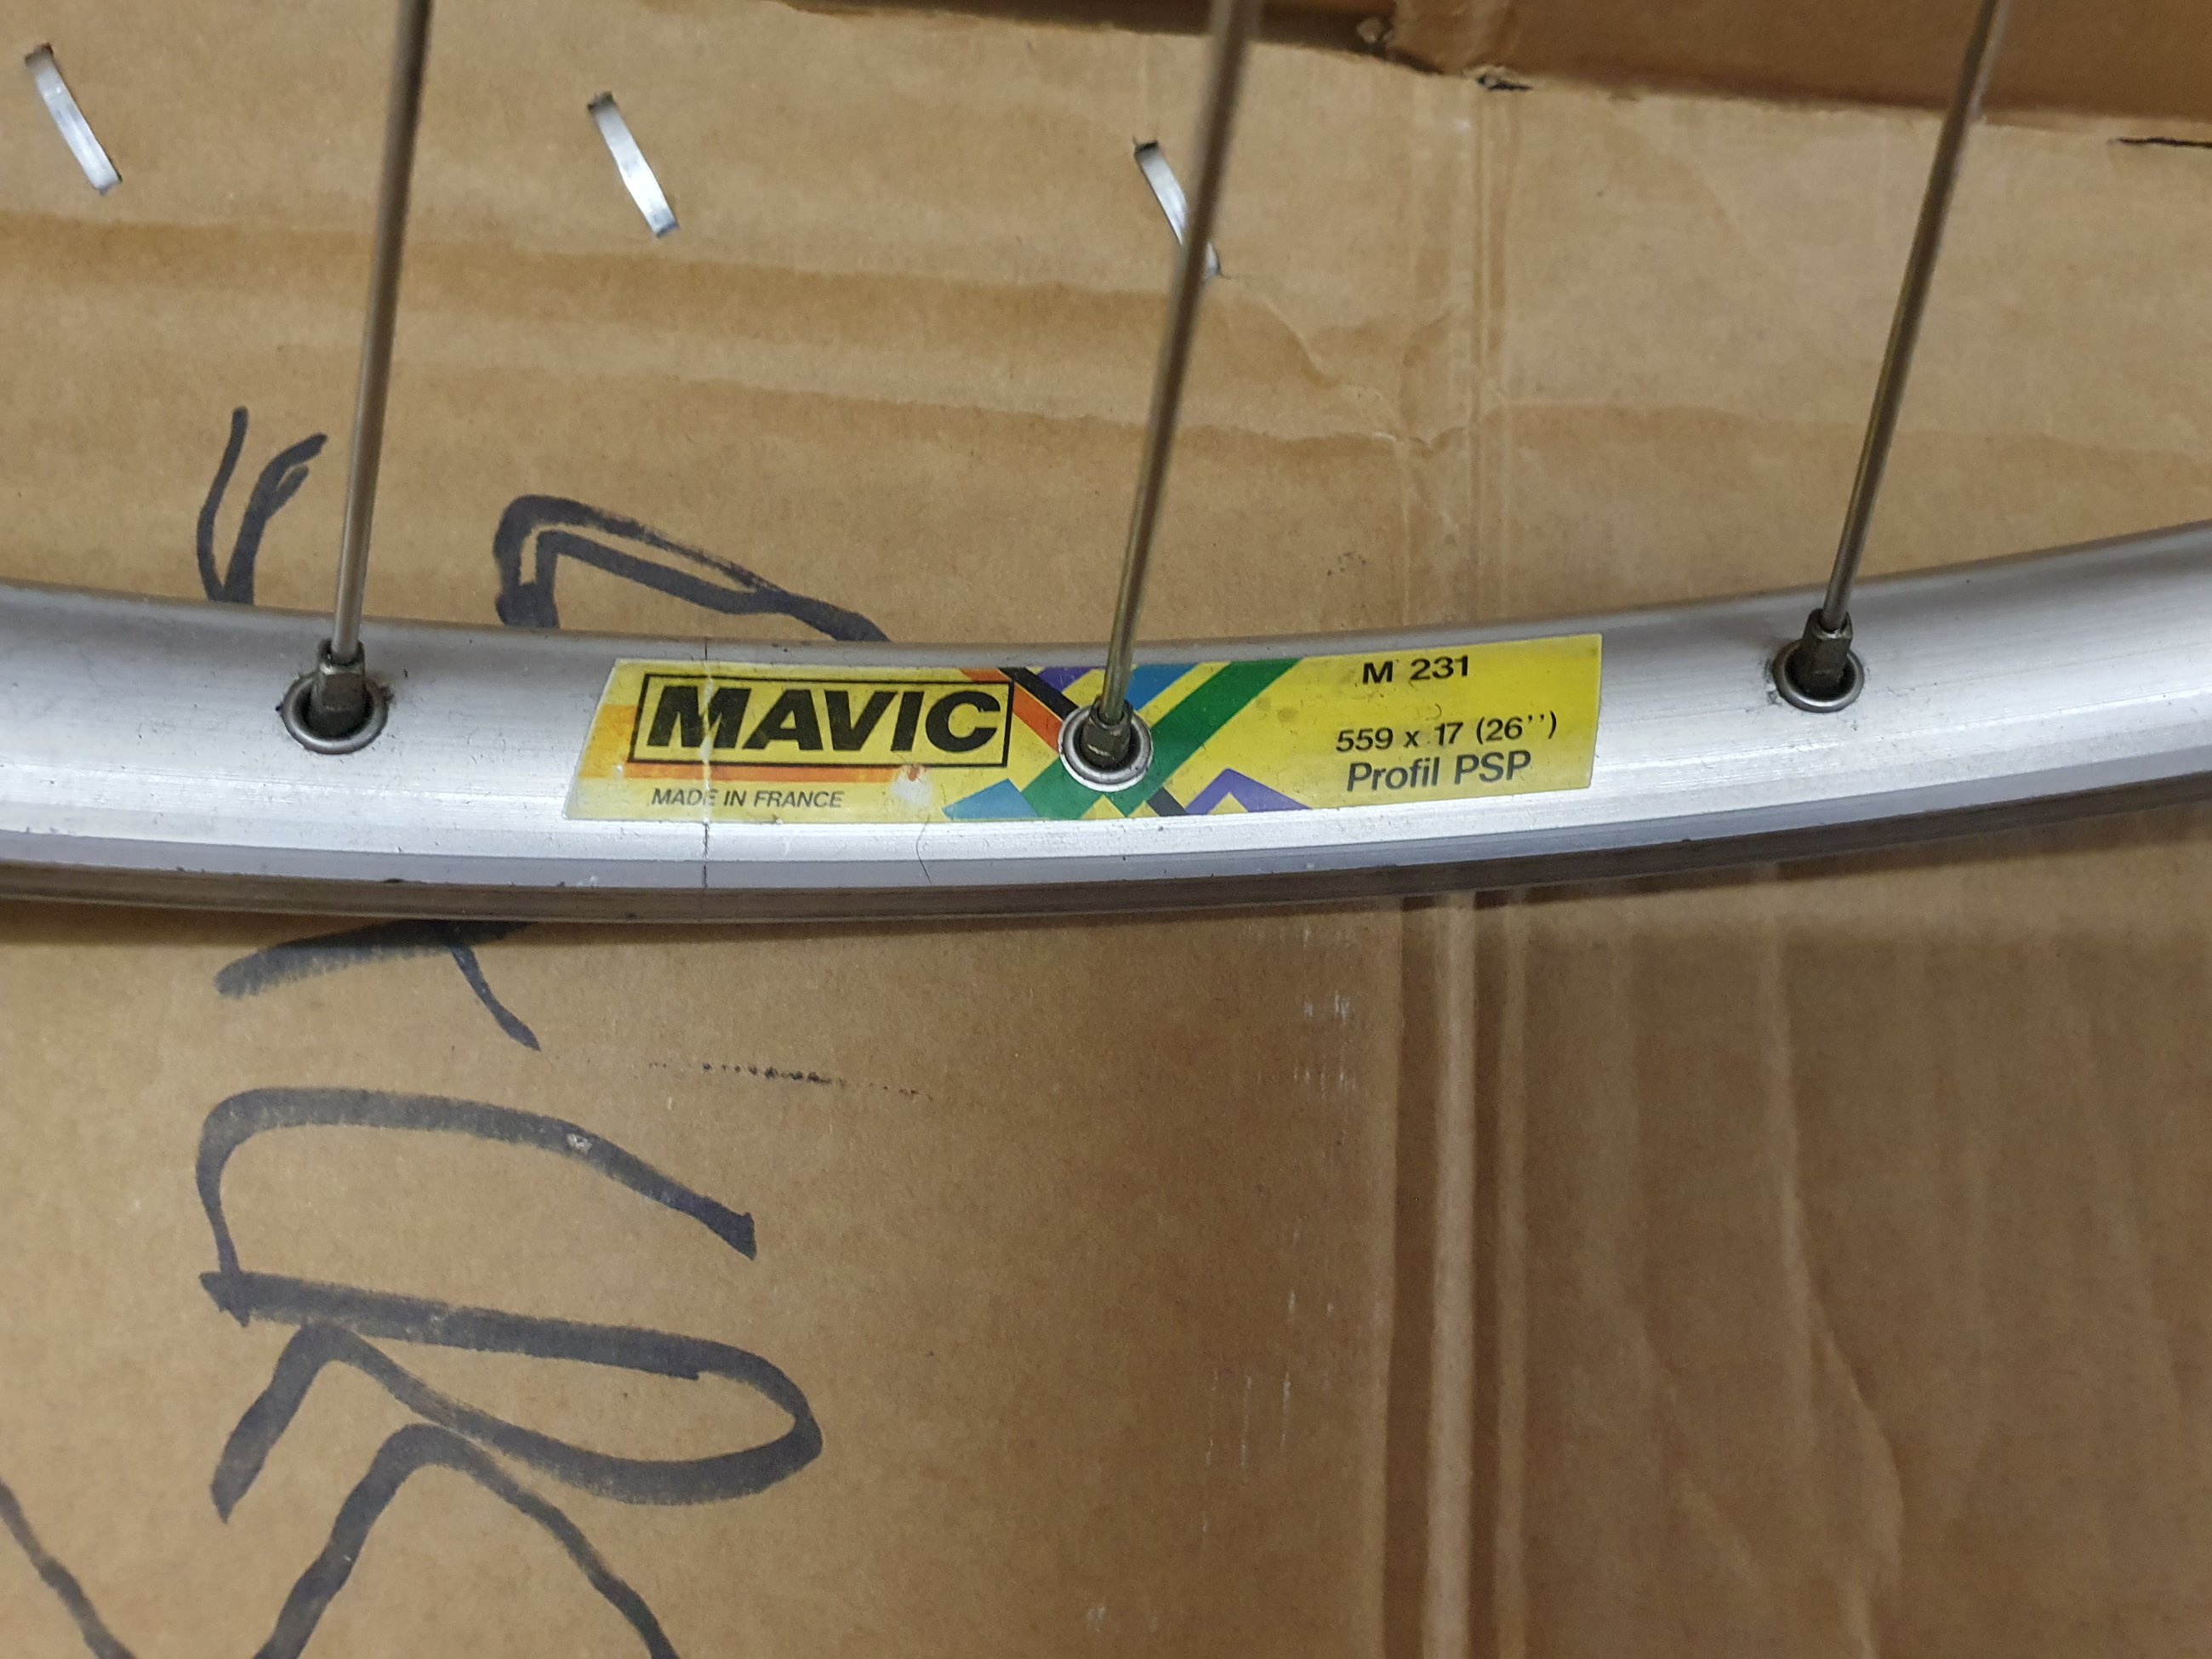 MAVIC
MADE IN FRANCE
M 231
559 x 17 (26'')
Profil PSP